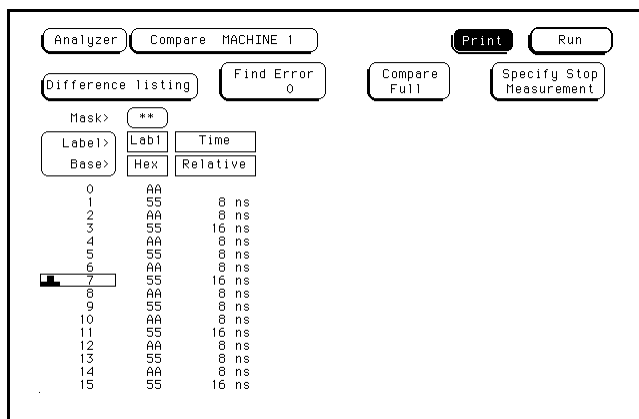 Analyzer Compare MACHINE 1 Print Run
Difference listing Find Error 0 Compare Full Specify Stop Measurement
Mask> **
Label> Lab1 Time
Base> Hex Relative
0 AA
1 55 8 ns
2 AA 8 ns
3 55 16 ns
4 AA 8 ns
5 55 8 ns
6 AA 8 ns
7 55 16 ns
8 AA 8 ns
9 55 8 ns
10 AA 8 ns
11 55 16 ns
12 AA 8 ns
13 55 8 ns
14 AA 8 ns
15 55 16 ns